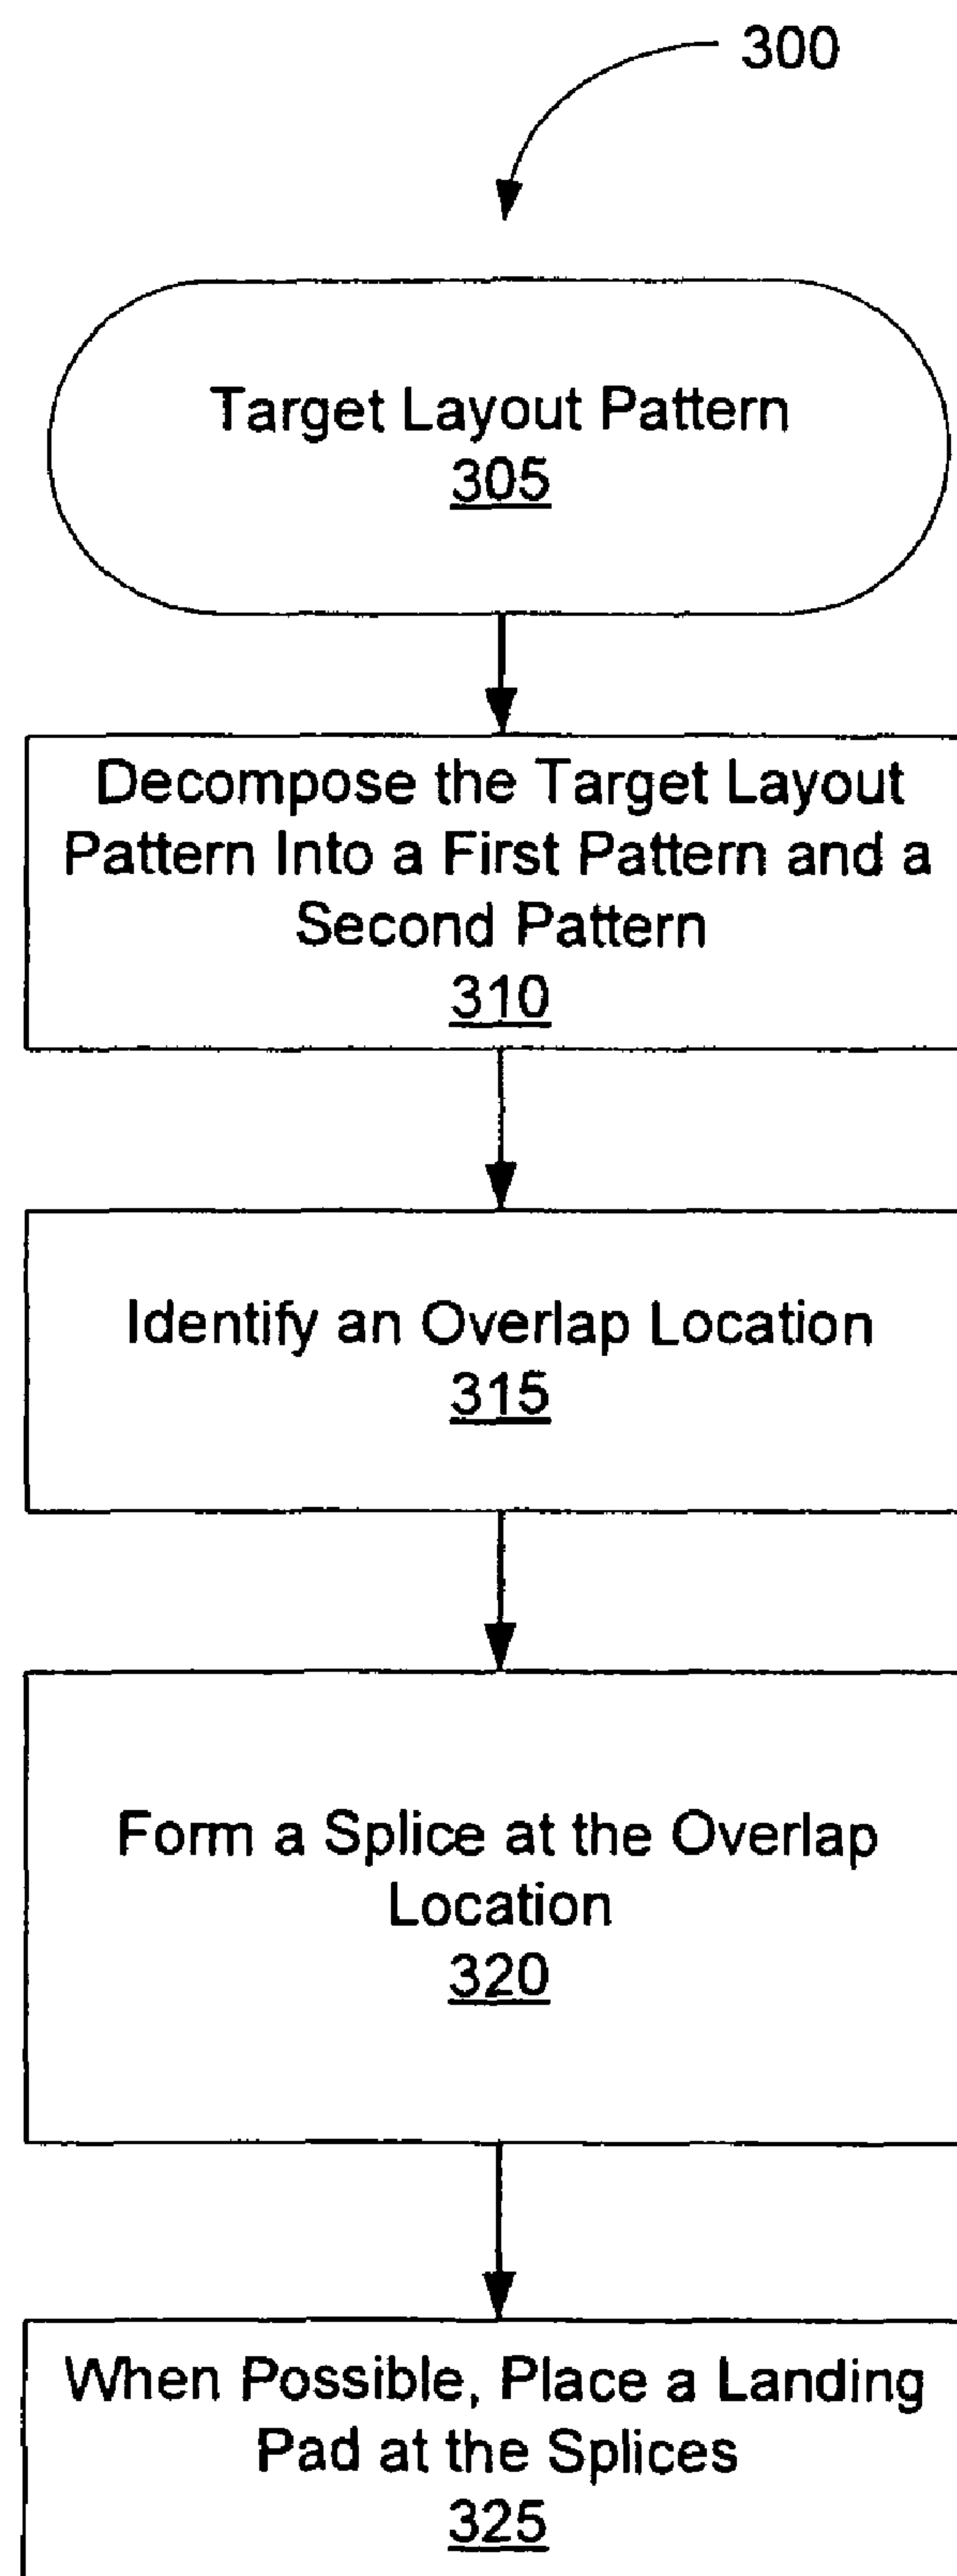 300
Target Layout Pattern
305
Decompose the Target Layout
Pattern Into a First Pattern and a
Second Pattern
310
Identify an Overlap Location
315
Form a Splice at the Overlap
Location
320
When Possible, Place a Landing
Pad at the Splices
325